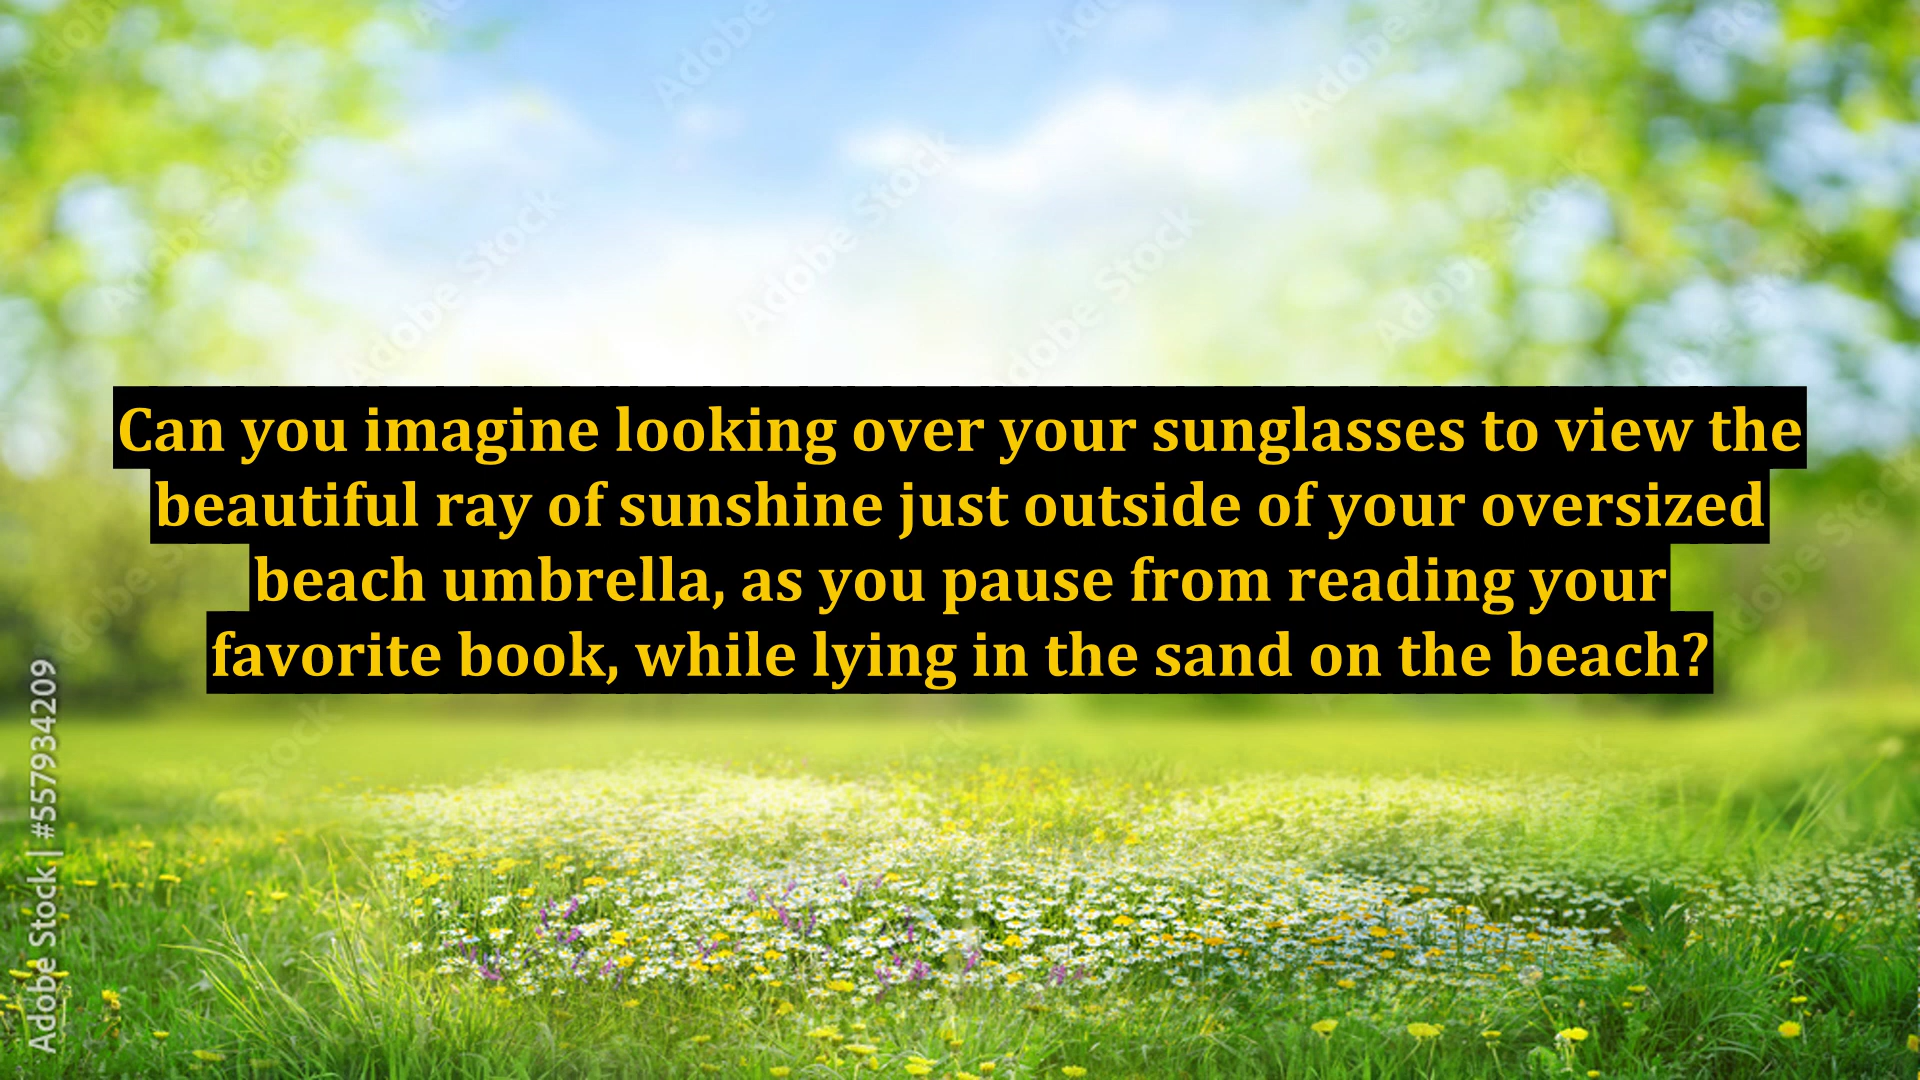 Can you imagine looking over your sunglasses to view the
beautiful ray of sunshine just outside of your oversized
beach umbrella, as you pause from reading your
favorite book, while lying in the sand on the beach?
Adobe Stock | #557934209